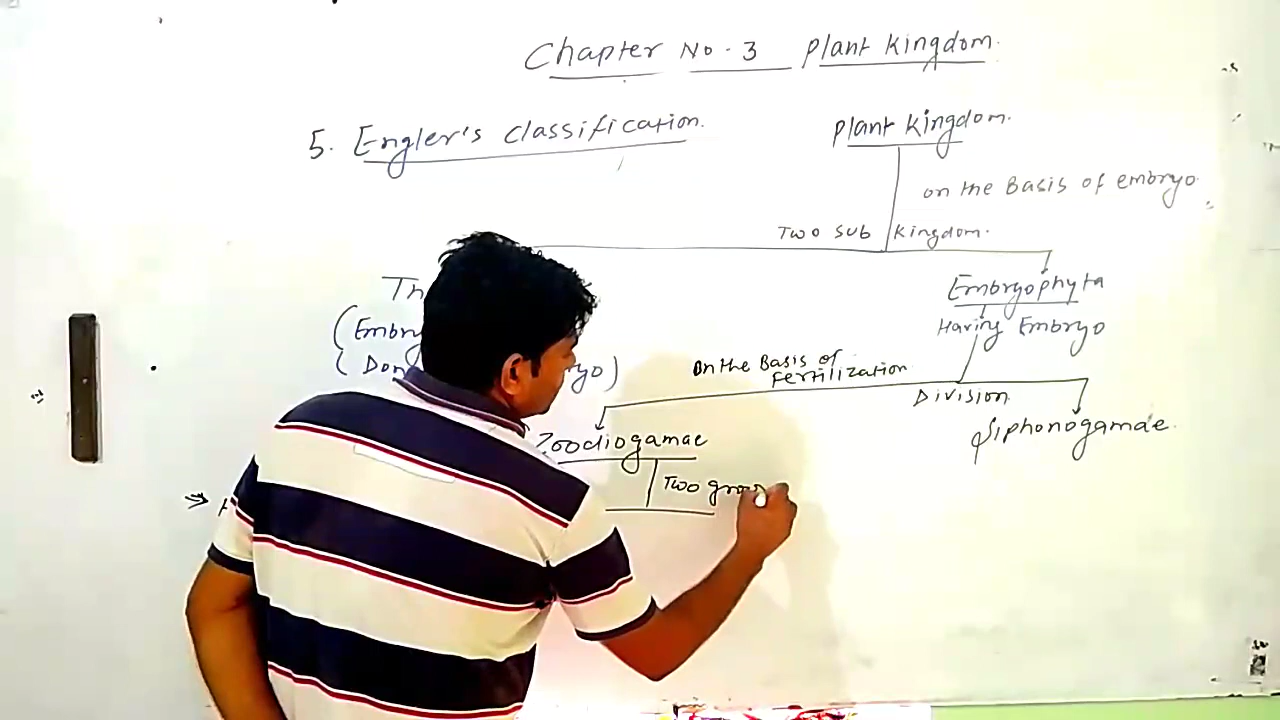 Chapter No. 3 Plant Kingdom.
5. Engler's classification.
Plant Kingdom.
on the Basis of embryo.
Two sub Kingdom.
Embryophyta
Having Embryo
On the Basis of
Fertilization
Division
Zoodiogamae
Siphonogamae.
Two group